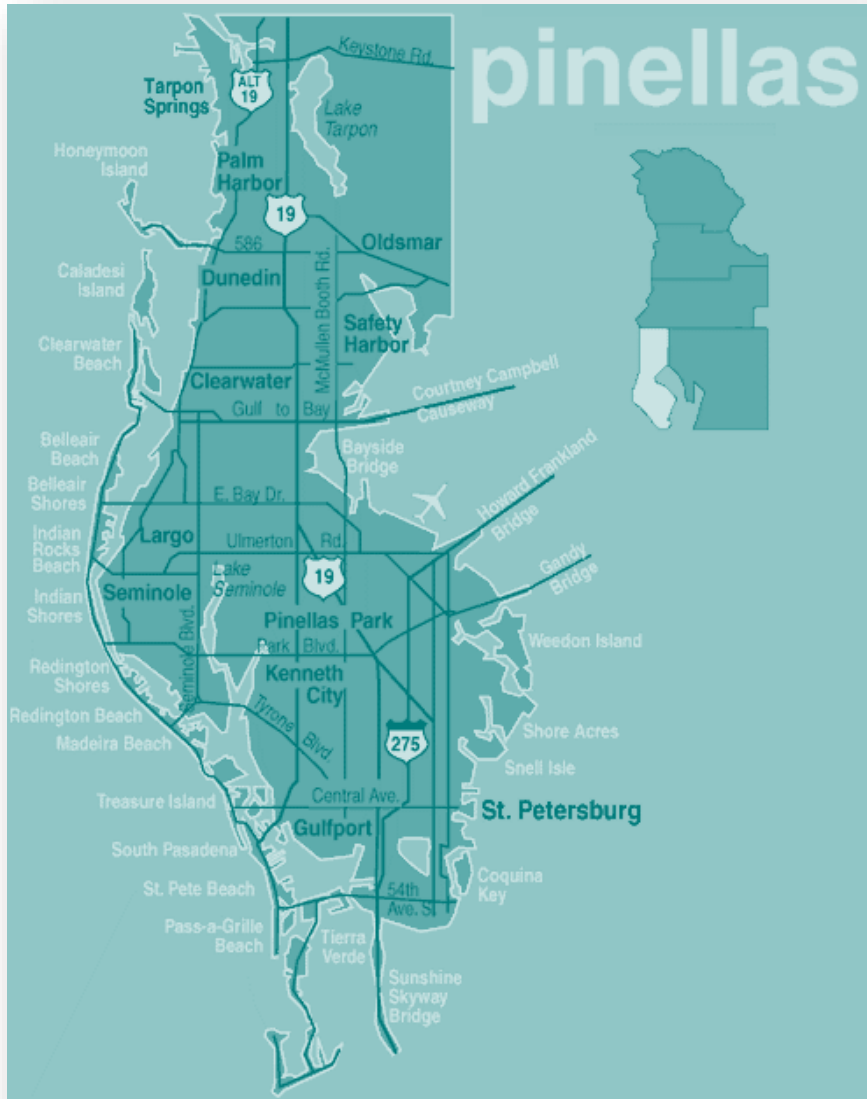 pinellas
Keystone Rd.
ALT
19
Tarpon
Springs
Lake
Tarpon
Honeymoon
Island
Palm
Harbor
19
586
Oldsmar
Dunedin
Caladesi
Island
McMullen Booth Rd.
Safety
Harbor
Clearwater
Beach
Clearwater
Courtney Campbell
Causeway
Gulf to Bay
Belleair
Beach
Bayside
Bridge
Howard Frankland
Bridge
Belleair
Shores
E. Bay Dr.
Indian
Rocks
Beach
Largo
Ulmerton Rd.
Gandy
Bridge
Lake
Seminole
19
Seminole
Indian
Shores
Pinellas Park
Weedon Island
Park Blvd.
Seminole Blvd.
Redington
Shores
Kenneth
City
Redington Beach
Tyrone Blvd.
Madeira Beach
275
Shore Acres
Snell Isle
Treasure Island
Central Ave.
St. Petersburg
Gulfport
South Pasadena
St. Pete Beach
54th
Ave. S.
Coquina
Key
Pass-a-Grille
Beach
Tierra
Verde
Sunshine
Skyway
Bridge